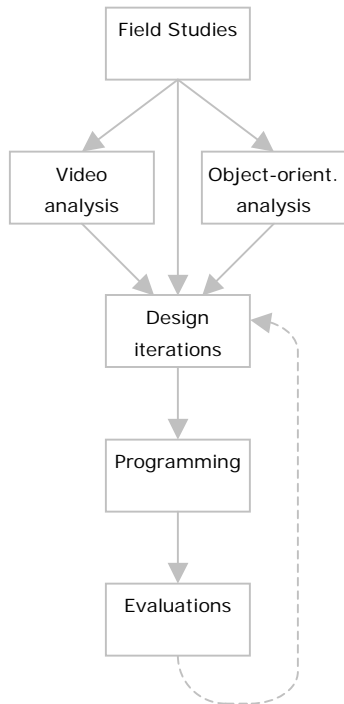 Field Studies
Video
analysis
Object-orient.
analysis
Design
iterations
Programming
Evaluations